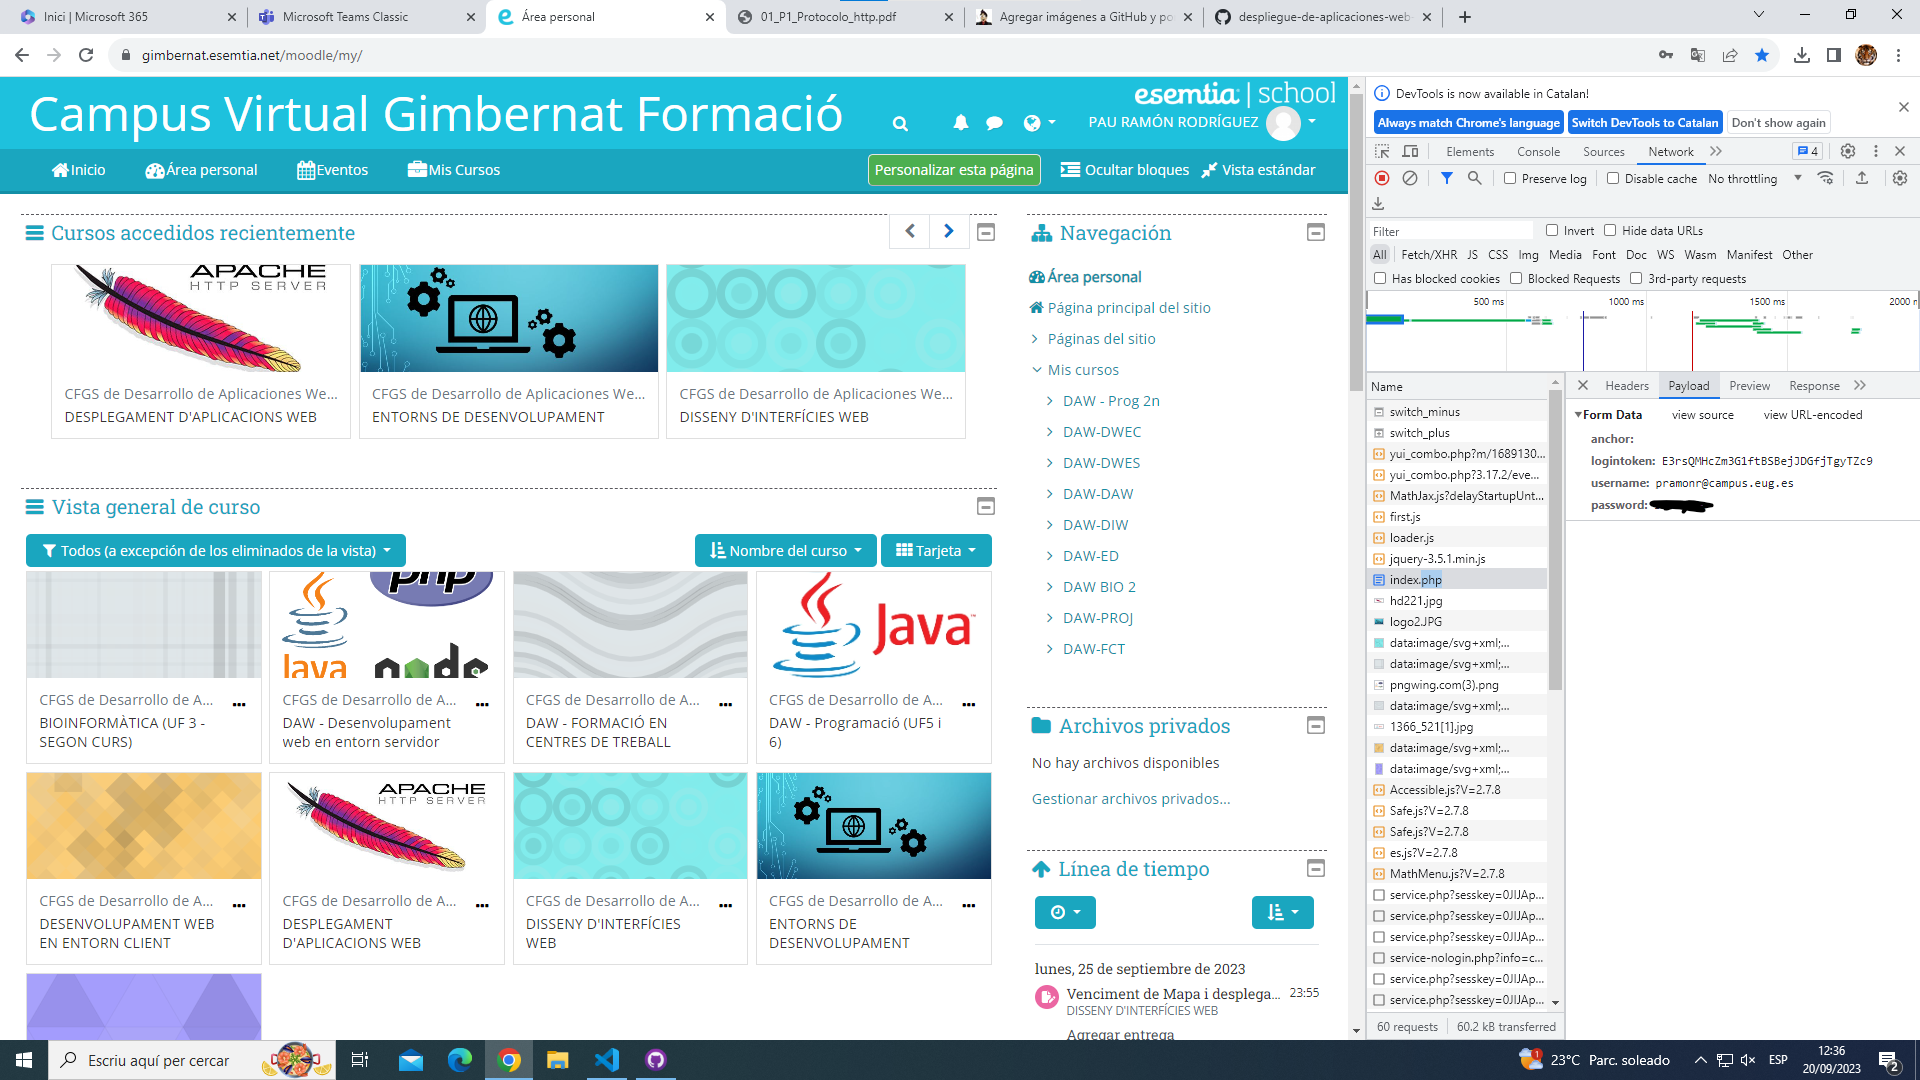 Inici | Microsoft 365
Microsoft Teams Classic
Área personal
01_P1_Protocolo_http.pdf
Agregar imágenes a GitHub y po
despliegue-de-aplicaciones-web
gimbernat.esemtia.net/moodle/my/
esemtia | school
Campus Virtual Gimbernat Formació
PAU RAMÓN RODRÍGUEZ
Inicio
Área personal
Eventos
Mis Cursos
Personalizar esta página
Ocultar bloques
Vista estándar
Cursos accedidos recientemente
APACHE
HTTP SERVER
CFGS de Desarrollo de Aplicaciones We...
DESPLEGAMENT D'APLICACIONS WEB
CFGS de Desarrollo de Aplicaciones We...
ENTORNS DE DESENVOLUPAMENT
CFGS de Desarrollo de Aplicaciones We...
DISSENY D'INTERFÍCIES WEB
Vista general de curso
Todos (a excepción de los eliminados de la vista)
Nombre del curso
Tarjeta
php
Java
node
Java
CFGS de Desarrollo de A...
BIOINFORMÀTICA (UF 3 -
SEGON CURS)
CFGS de Desarrollo de A...
DAW - Desenvolupament
web en entorn servidor
CFGS de Desarrollo de A...
DAW - FORMACIÓ EN
CENTRES DE TREBALL
CFGS de Desarrollo de A...
DAW - Programació (UF5 i
6)
APACHE
HTTP SERVER
CFGS de Desarrollo de A...
DESENVOLUPAMENT WEB
EN ENTORN CLIENT
CFGS de Desarrollo de A...
DESPLEGAMENT
D'APLICACIONS WEB
CFGS de Desarrollo de A...
DISSENY D'INTERFÍCIES
WEB
CFGS de Desarrollo de A...
ENTORNS DE
DESENVOLUPAMENT
Navegación
Área personal
Página principal del sitio
Páginas del sitio
Mis cursos
DAW - Prog 2n
DAW-DWEC
DAW-DWES
DAW-DAW
DAW-DIW
DAW-ED
DAW BIO 2
DAW-PROJ
DAW-FCT
Archivos privados
No hay archivos disponibles
Gestionar archivos privados...
Línea de tiempo
lunes, 25 de septiembre de 2023
Venciment de Mapa i desplega... 23:55
DISSENY D'INTERFÍCIES WEB
Agregar entrega
DevTools is now available in Catalan!
Always match Chrome's language
Switch DevTools to Catalan
Don't show again
Elements
Console
Sources
Network
4
Preserve log
Disable cache
No throttling
Filter
Invert
Hide data URLs
All
Fetch/XHR
JS
CSS
Img
Media
Font
Doc
WS
Wasm
Manifest
Other
Has blocked cookies
Blocked Requests
3rd-party requests
500 ms
1000 ms
1500 ms
2000 
Name
Headers
Payload
Preview
Response
switch_minus
switch_plus
yui_combo.php?m/1689130...
yui_combo.php?3.17.2/eve...
MathJax.js?delayStartupUnt...
first.js
loader.js
jquery-3.5.1.min.js
index.php
hd221.jpg
logo2.JPG
data:image/svg+xml;...
data:image/svg+xml;...
pngwing.com(3).png
data:image/svg+xml;...
1366_521[1].jpg
data:image/svg+xml;...
data:image/svg+xml;...
Accessible.js?V=2.7.8
Safe.js?V=2.7.8
Safe.js?V=2.7.8
es.js?V=2.7.8
MathMenu.js?V=2.7.8
service.php?sesskey=0JIJAp...
service.php?sesskey=0JIJAp...
service.php?sesskey=0JIJAp...
service-nologin.php?info=c...
service.php?sesskey=0JIJAp...
service.php?sesskey=0JIJAp...
60 requests
60.2 kB transferred
Form Data
view source
view URL-encoded
anchor:
logintoken: E3rsQMHcZm3G1ftBSBejJDGfjTgyTZc9
username: pramonr@campus.eug.es
password:
Escriu aquí per cercar
1
23°C Parc. soleado
ESP
12:36
20/09/2023
2